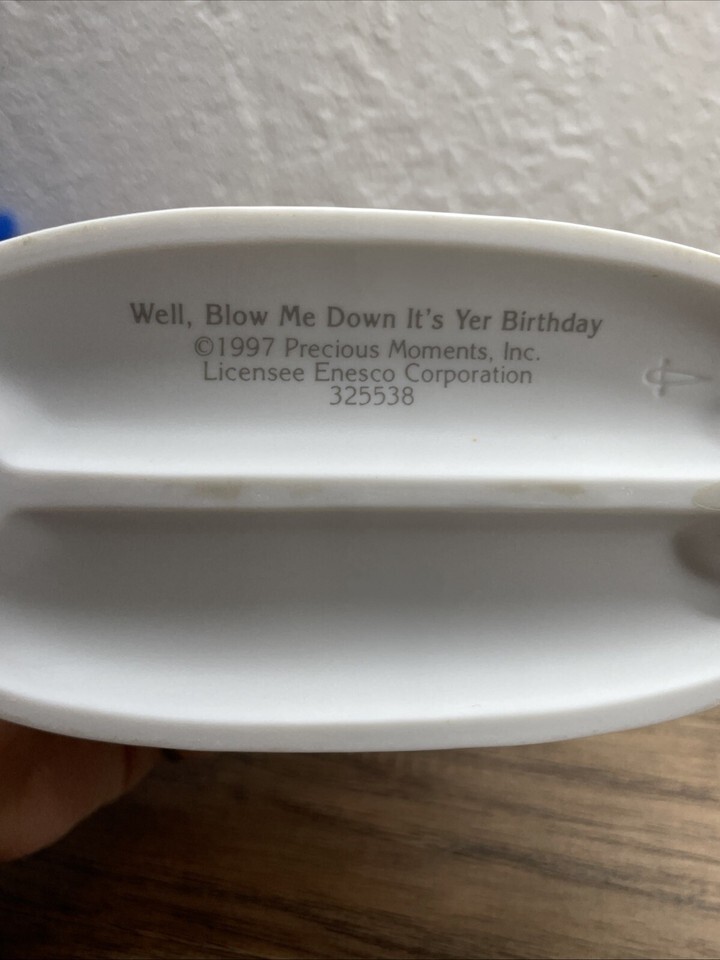 Well, Blow Me Down It's Yer Birthday
©1997 Precious Moments, Inc.
Licensee Enesco Corporation
325538